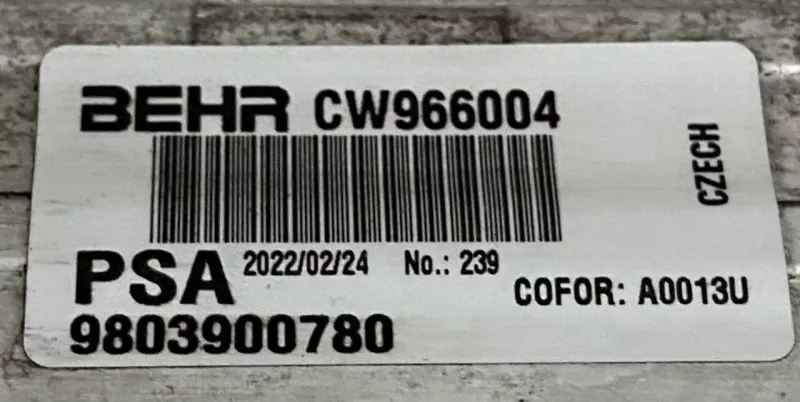 BEHR CW966004
CZECH
PSA 2022/02/24 No.: 239
COFOR: A0013U
9803900780